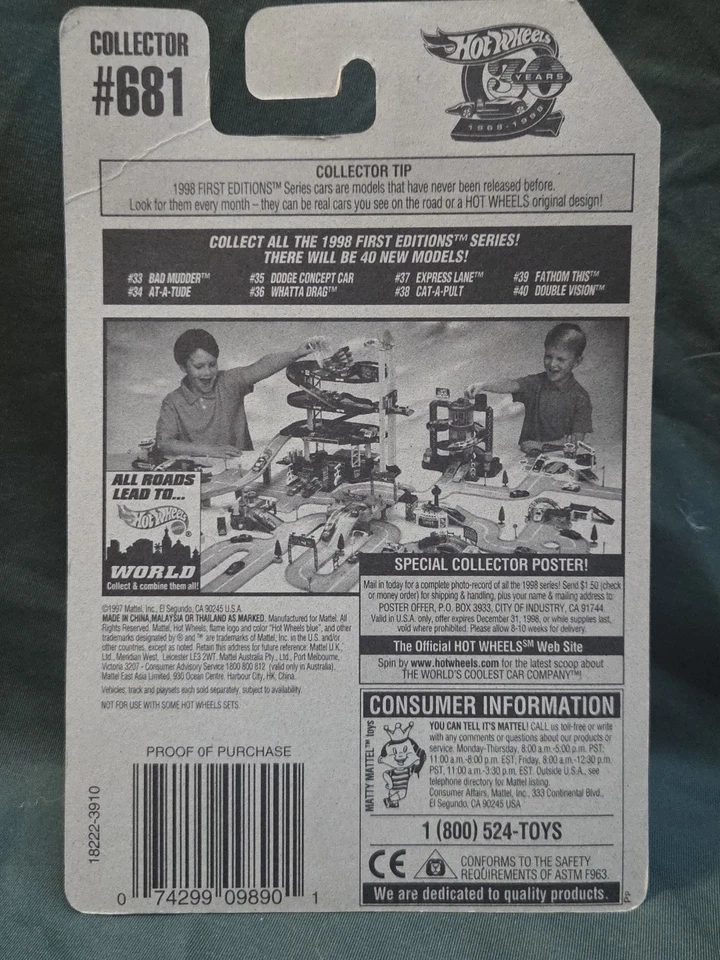 COLLECTOR
#681
HOT WHEELS
30 YEARS
1968-1998
COLLECTOR TIP
1998 FIRST EDITIONS™ Series cars are models that have never been released before.
Look for them every month – they can be real cars you see on the road or a HOT WHEELS original design!
COLLECT ALL THE 1998 FIRST EDITIONS™ SERIES!
THERE WILL BE 40 NEW MODELS!
#33 BAD MUDDER™ #35 DODGE CONCEPT CAR #37 EXPRESS LANE™ #39 FATHOM THIS™
#34 AT-A-TUDE #36 WHATTA DRAG™ #38 CAT-A-PULT #40 DOUBLE VISION™
ALL ROADS
LEAD TO...
HOT WHEELS®
WORLD
Collect & combine them all!
©1997 Mattel, Inc., El Segundo, CA 90245 U.S.A.
MADE IN CHINA,MALAYSIA OR THAILAND AS MARKED. Manufactured for Mattel. All
Rights Reserved. Mattel, Hot Wheels, flame logo and color "Hot Wheels blue", and other
trademarks designated by ® and ™ are trademarks of Mattel, Inc. in the U.S. and/or
other countries, except as noted. Retain this address for future reference: Mattel U.K.,
Ltd., Meridian West, Leicester LE3 2WT. Mattel Australia Pty., Ltd., Port Melbourne,
Victoria 3207 - Consumer Advisory Service 1800 800 812 (valid only in Australia).
Mattel East Asia Limited, 930 Ocean Centre, Harbour City, HK, China.
Vehicles, track and playsets each sold separately, subject to availability.
NOT FOR USE WITH SOME HOT WHEELS SETS.
SPECIAL COLLECTOR POSTER!
Mail in today for a complete photo-record of all the 1998 series! Send $1.50 (check
or money order) for shipping & handling, plus your name & mailing address to:
POSTER OFFER, P.O. BOX 3933, CITY OF INDUSTRY, CA 91744.
Valid in U.S.A. only, offer expires December 31, 1998, or while supplies last,
void where prohibited. Please allow 8-10 weeks for delivery.
The Official HOT WHEELS℠ Web Site
Spin by www.hotwheels.com for the latest scoop about
THE WORLD'S COOLEST CAR COMPANY™!
CONSUMER INFORMATION
MATTY MATTEL™ toys
YOU CAN TELL IT'S MATTEL! CALL us toll-free or write
with any comments or questions about our products or
service. Monday-Thursday, 8:00 a.m.-5:00 p.m. PST;
11:00 a.m.-8:00 p.m. EST; Friday, 8:00 a.m.-12:30 p.m.
PST, 11:00 a.m.-3:30 p.m. EST. Outside U.S.A., see
telephone directory for Mattel listing.
Consumer Affairs, Mattel, Inc., 333 Continental Blvd.,
El Segundo, CA 90245 USA
1 (800) 524-TOYS
CE
CONFORMS TO THE SAFETY
REQUIREMENTS OF ASTM F963.
We are dedicated to quality products.
P4
PROOF OF PURCHASE
18222-3910
0 74299 09890 1